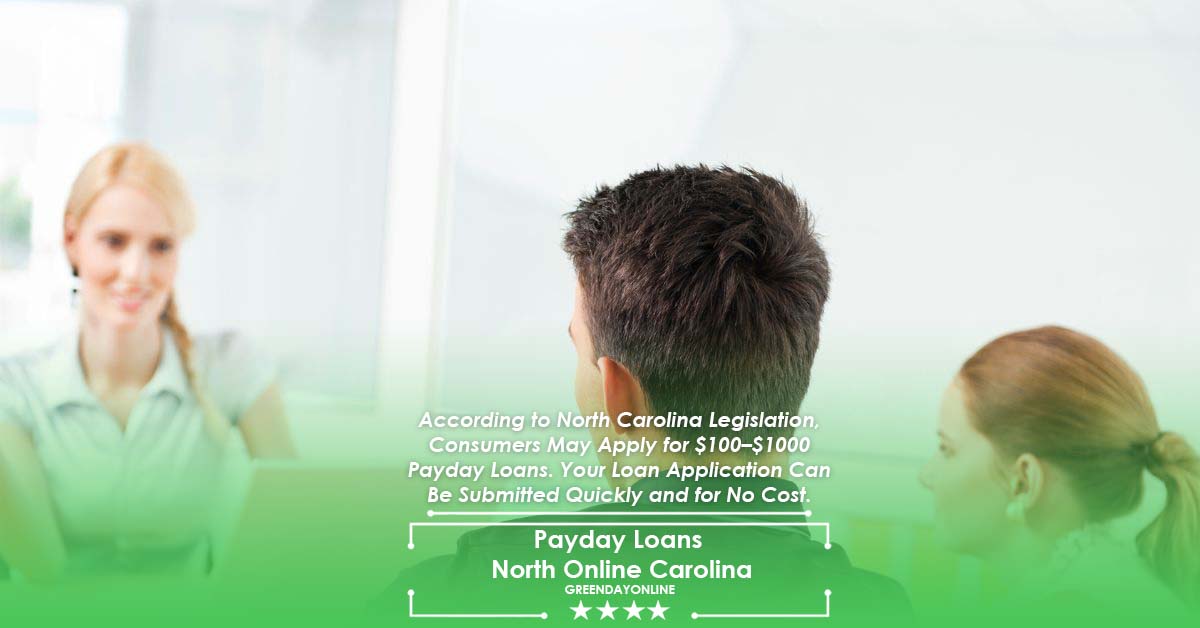 According to North Carolina Legislation,
Consumers May Apply for $100–$1000
Payday Loans. Your Loan Application Can
Be Submitted Quickly and for No Cost.
Payday Loans
North Online Carolina
GREENDAYONLINE